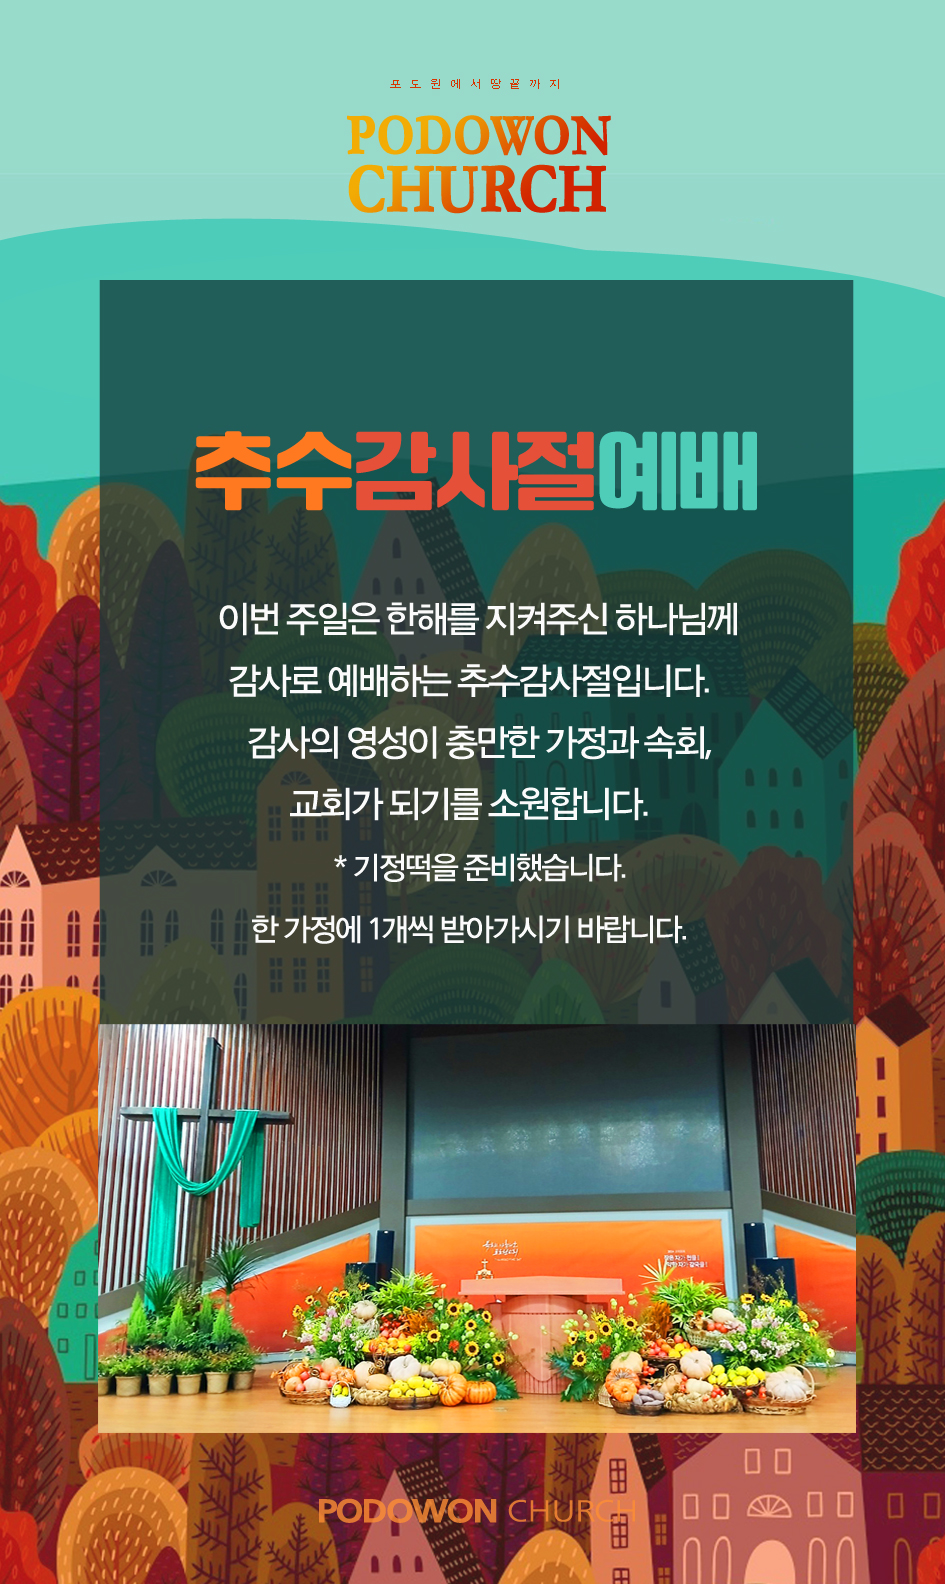 포도원에서땅끝까지
PODOWON
CHURCH
추수감사절예배
이번 주일은 한해를 지켜주신 하나님께
감사로 예배하는 추수감사절입니다.
감사의 영성이 충만한 가정과 속회,
교회가 되기를 소원합니다.
* 기정떡을 준비했습니다.
한 가정에 1개씩 받아가시기 바랍니다.
PODOWON CHURCH